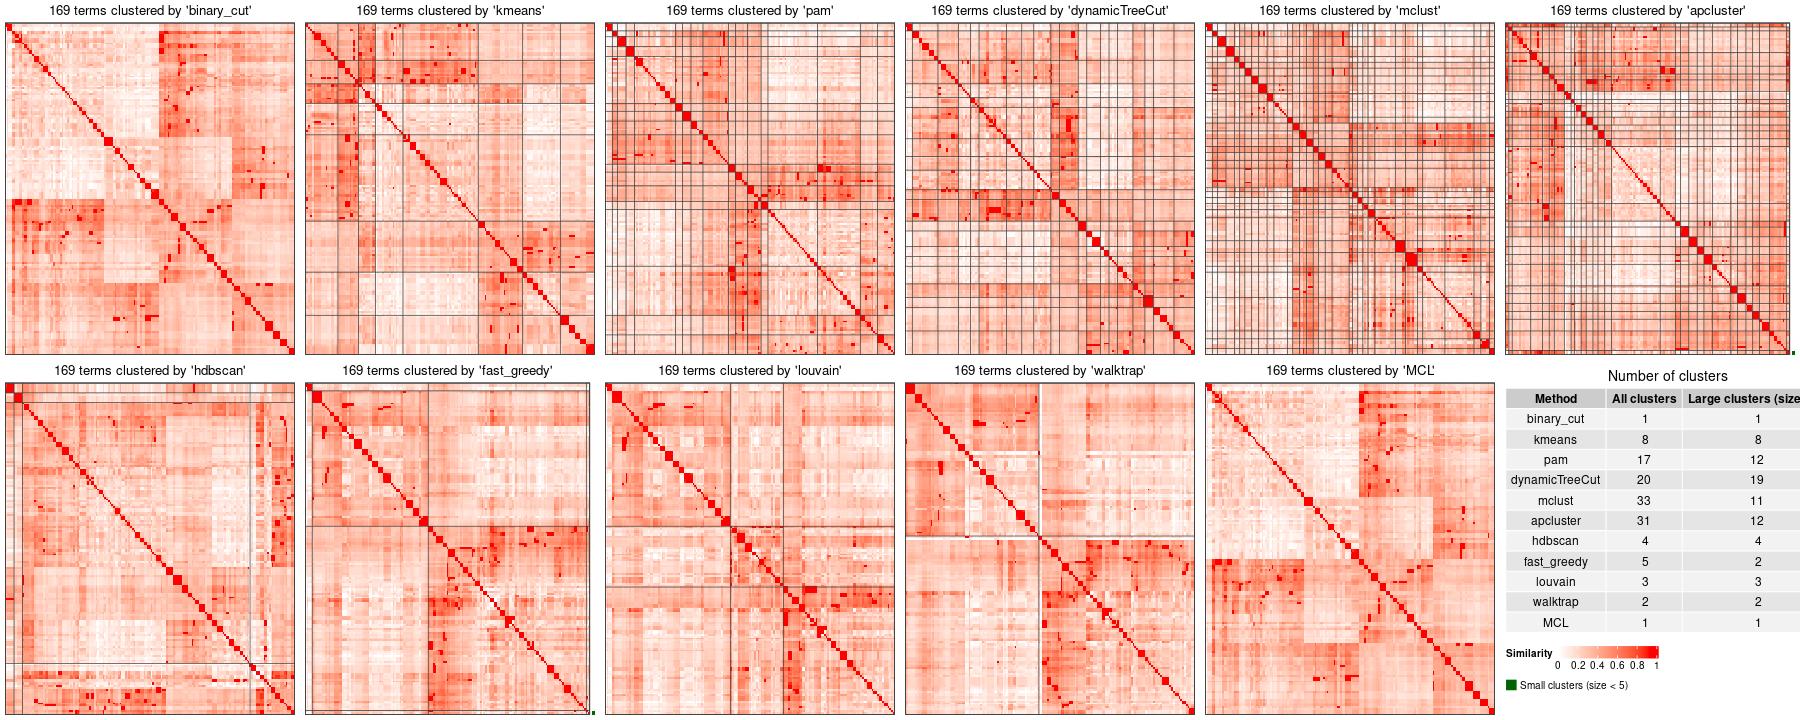 169 terms clustered by 'binary_cut'
169 terms clustered by 'kmeans'
169 terms clustered by 'pam'
169 terms clustered by 'dynamicTreeCut'
169 terms clustered by 'mclust'
169 terms clustered by 'apcluster'
169 terms clustered by 'hdbscan'
169 terms clustered by 'fast_greedy'
169 terms clustered by 'louvain'
169 terms clustered by 'walktrap'
169 terms clustered by 'MCL'
Number of clusters
Method All clusters Large clusters (size
binary_cut 1 1
kmeans 8 8
pam 17 12
dynamicTreeCut 20 19
mclust 33 11
apcluster 31 12
hdbscan 4 4
fast_greedy 5 2
louvain 3 3
walktrap 2 2
MCL 1 1
Similarity
0 0.2 0.4 0.6 0.8 1
Small clusters (size < 5)